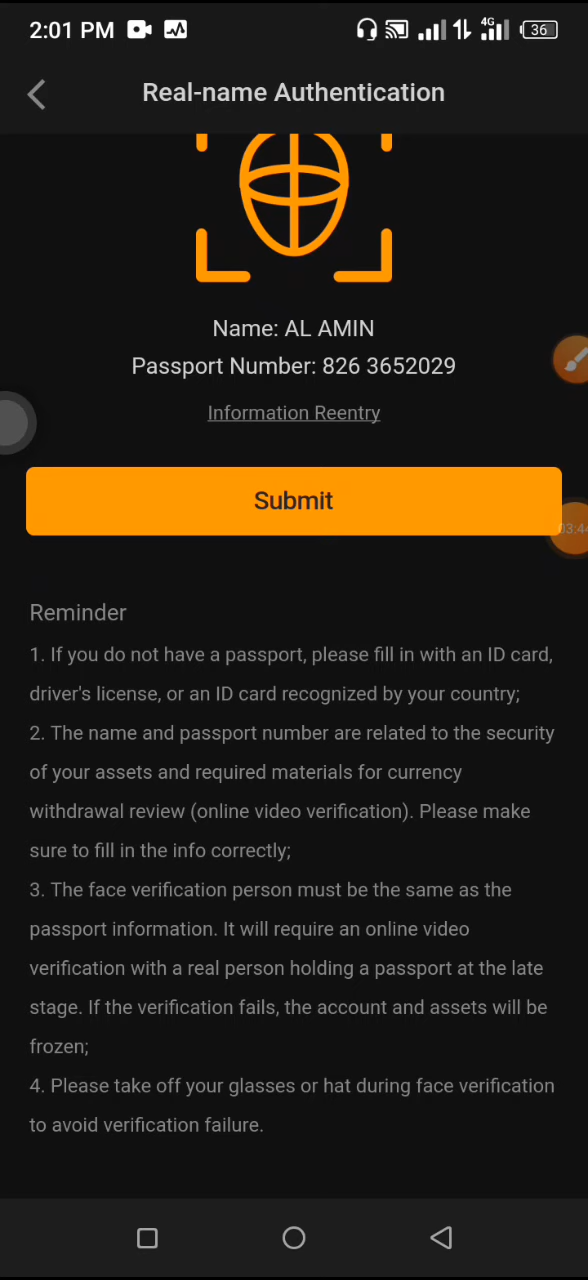 2:01 PM
4G
36
Real-name Authentication
Name: AL AMIN
Passport Number: 826 3652029
Information Reentry
Submit
03:44
Reminder
1. If you do not have a passport, please fill in with an ID card,
driver's license, or an ID card recognized by your country;
2. The name and passport number are related to the security
of your assets and required materials for currency
withdrawal review (online video verification). Please make
sure to fill in the info correctly;
3. The face verification person must be the same as the
passport information. It will require an online video
verification with a real person holding a passport at the late
stage. If the verification fails, the account and assets will be
frozen;
4. Please take off your glasses or hat during face verification
to avoid verification failure.